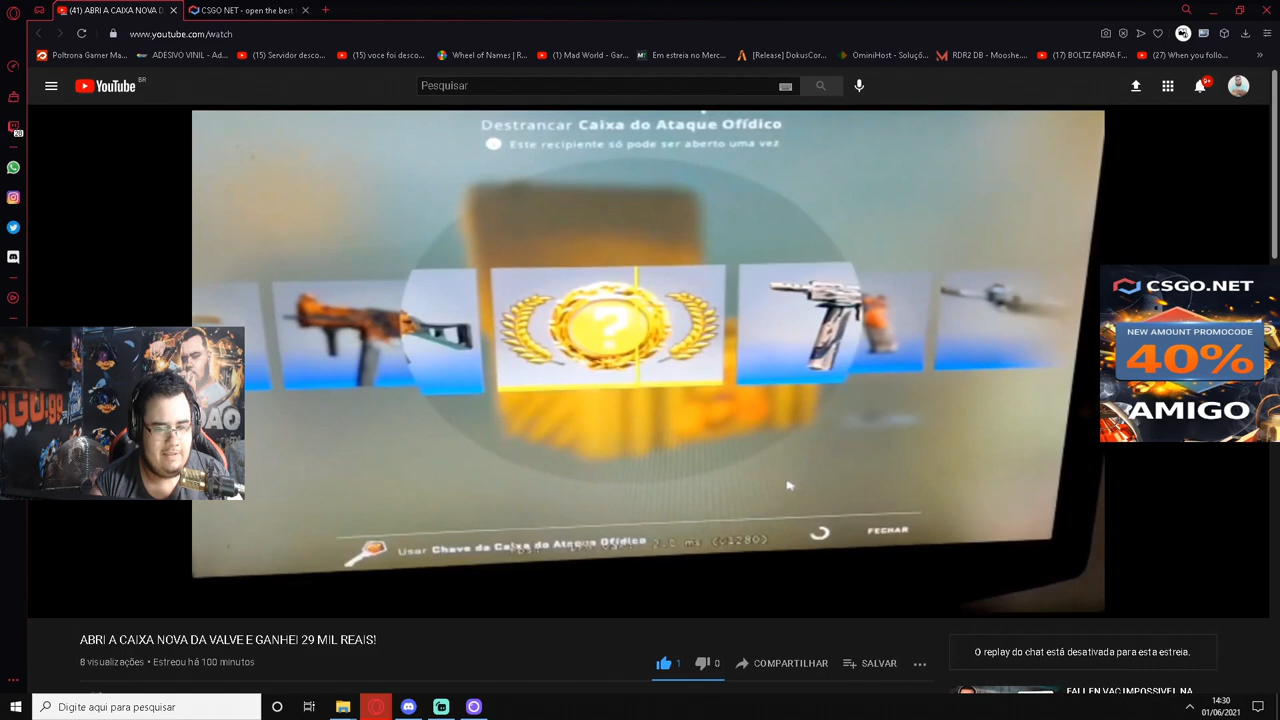 (41) ABRI A CAIXA NOVA D
CSGO NET - open the best
www.youtube.com/watch
Poltrona Gamer Ma...
ADESIVO VINIL - Ad...
(15) Servidor desco...
(15) voce foi desco...
Wheel of Names | R...
(1) Mad World - Gar...
Em estreia no Merc...
[Release] DokusCor...
OminiHost - Soluçõ...
RDR2 DB - Mooshe...
(17) BOLTZ FARPA F...
(27) When you follo...
YouTube BR
Pesquisar
9+
28
Destrancar Caixa do Ataque Ofídico
Este recipiente só pode ser aberto uma vez
?
CSGO.NET
NEW AMOUNT PROMOCODE
40%
AMIGO
Usar Chave da Caixa do Ataque Ofídico
FECHAR
ABRI A CAIXA NOVA DA VALVE E GANHEI 29 MIL REAIS!
8 visualizações • Estreou há 100 minutos
1
0
COMPARTILHAR
SALVAR
O replay do chat está desativada para esta estreia.
FALLEN VAC IMPOSSIVEL NA
Digite aqui para pesquisar
14:30
01/06/2021